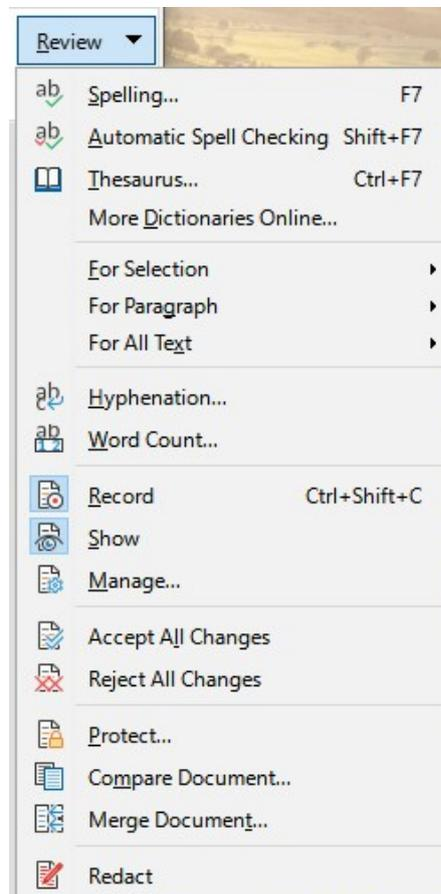 Review
Spelling... F7
Automatic Spell Checking Shift+F7
Thesaurus... Ctrl+F7
More Dictionaries Online...
For Selection
For Paragraph
For All Text
Hyphenation...
Word Count...
Record Ctrl+Shift+C
Show
Manage...
Accept All Changes
Reject All Changes
Protect...
Compare Document...
Merge Document...
Redact